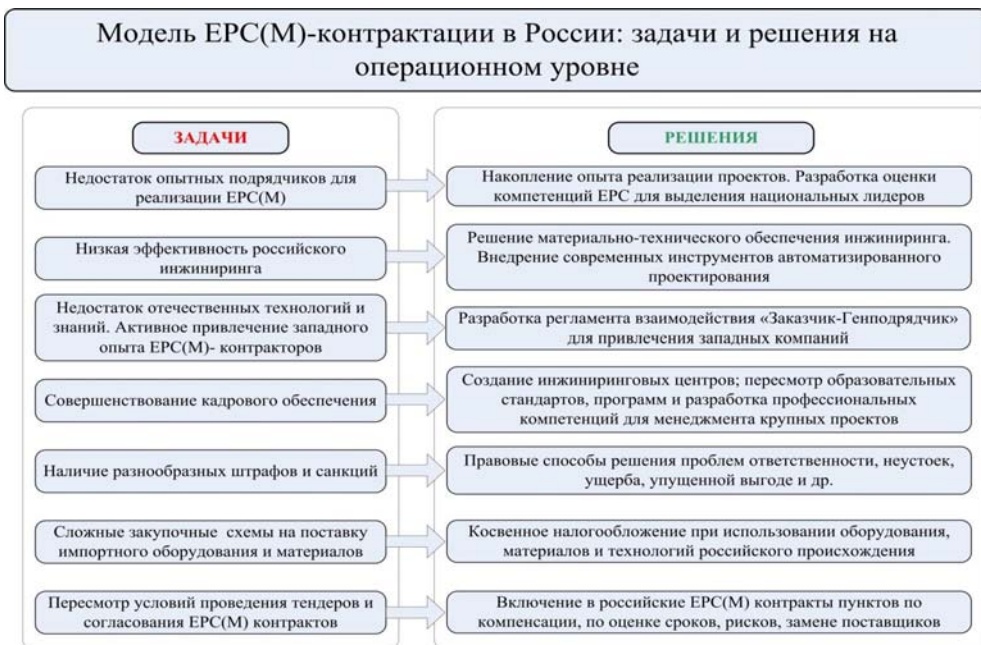 Модель EPC(M)-контрактации в России: задачи и решения на
операционном уровне
ЗАДАЧИ
РЕШЕНИЯ
Недостаток опытных подрядчиков для
реализации EPC(M)
Накопление опыта реализации проектов. Разработка оценки
компетенций EPC для выделения национальных лидеров
Низкая эффективность российского
инжиниринга
Решение материально-технического обеспечения инжиниринга.
Внедрение современных инструментов автоматизированного
проектирования
Недостаток отечественных технологий и
знаний. Активное привлечение западного
опыта EPC(M)- контракторов
Разработка регламента взаимодействия «Заказчик-Генподрядчик»
для привлечения западных компаний
Совершенствование кадрового обеспечения
Создание инжиниринговых центров; пересмотр образовательных
стандартов, программ и разработка профессиональных
компетенций для менеджмента крупных проектов
Наличие разнообразных штрафов и санкций
Правовые способы решения проблем ответственности, неустоек,
ущерба, упущенной выгоде и др.
Сложные закупочные схемы на поставку
импортного оборудования и материалов
Косвенное налогообложение при использовании оборудования,
материалов и технологий российского происхождения
Пересмотр условий проведения тендеров и
согласования EPC(M) контрактов
Включение в российские EPC(M) контракты пунктов по
компенсации, по оценке сроков, рисков, замене поставщиков